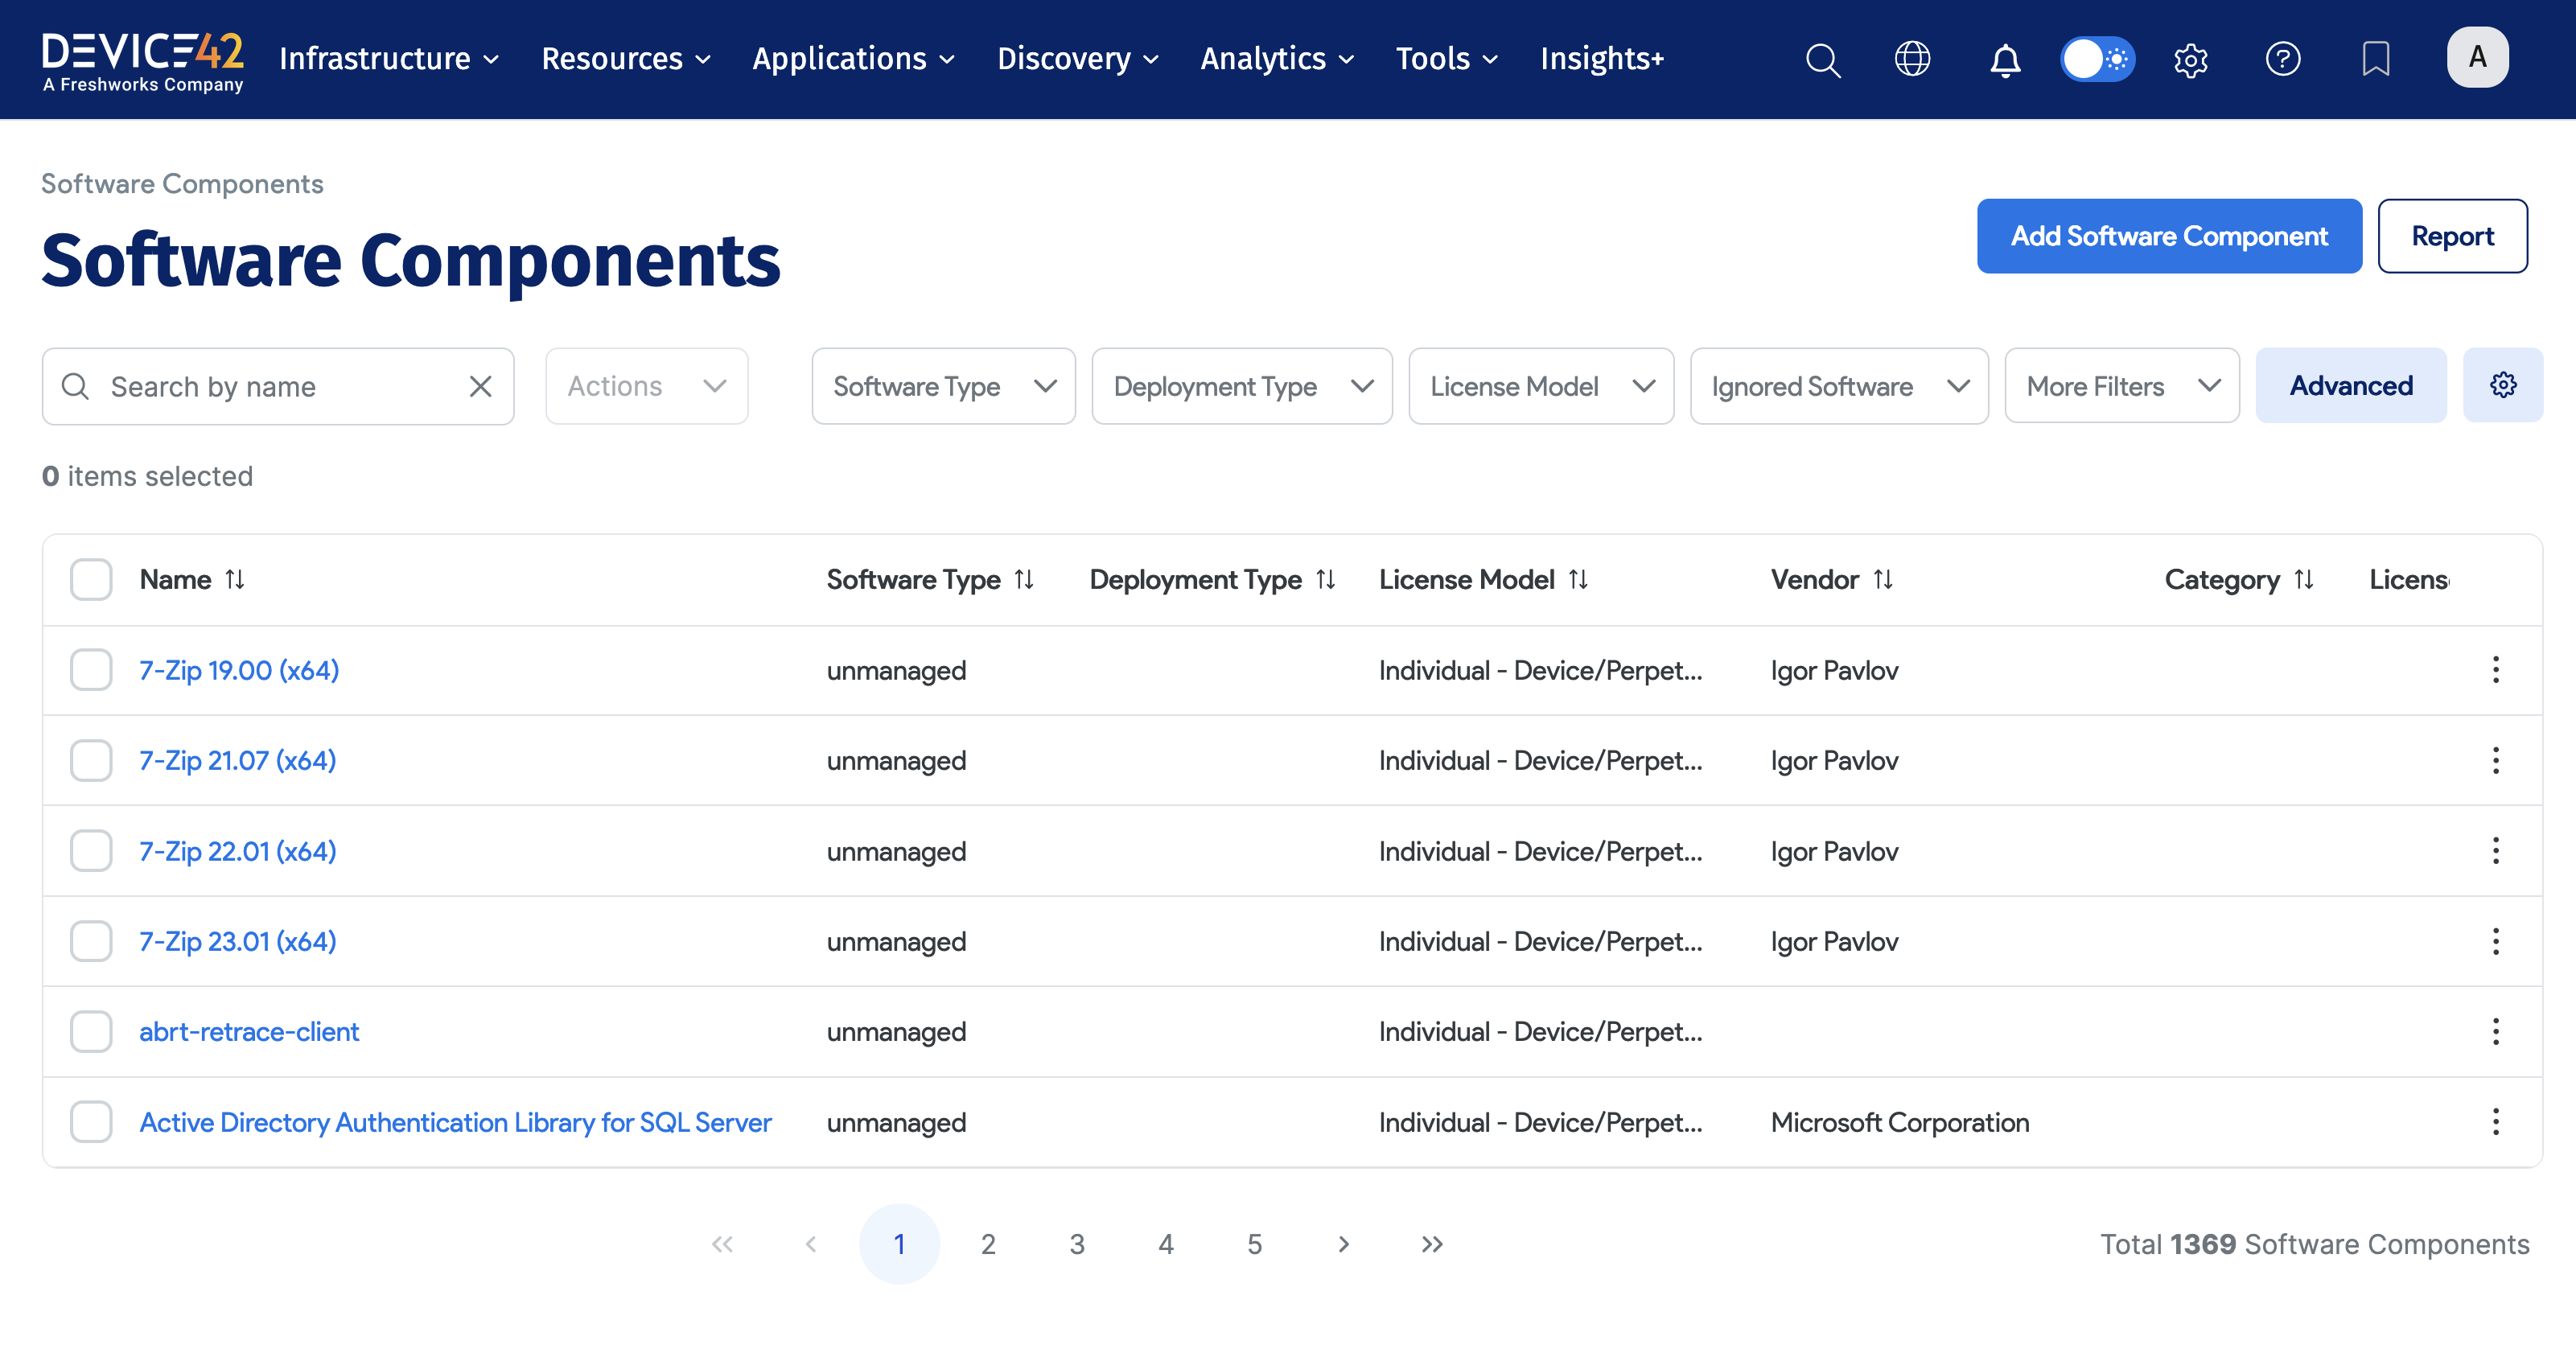 DEVICE42
A Freshworks Company
Infrastructure Resources Applications Discovery Analytics Tools Insights+ A
Software Components
Software Components
Add Software Component Report
Search by name Actions Software Type Deployment Type License Model Ignored Software More Filters Advanced
0 items selected
Name Software Type Deployment Type License Model Vendor Category Licens
7-Zip 19.00 (x64) unmanaged Individual - Device/Perpet... Igor Pavlov
7-Zip 21.07 (x64) unmanaged Individual - Device/Perpet... Igor Pavlov
7-Zip 22.01 (x64) unmanaged Individual - Device/Perpet... Igor Pavlov
7-Zip 23.01 (x64) unmanaged Individual - Device/Perpet... Igor Pavlov
abrt-retrace-client unmanaged Individual - Device/Perpet...
Active Directory Authentication Library for SQL Server unmanaged Individual - Device/Perpet... Microsoft Corporation
1 2 3 4 5 Total 1369 Software Components